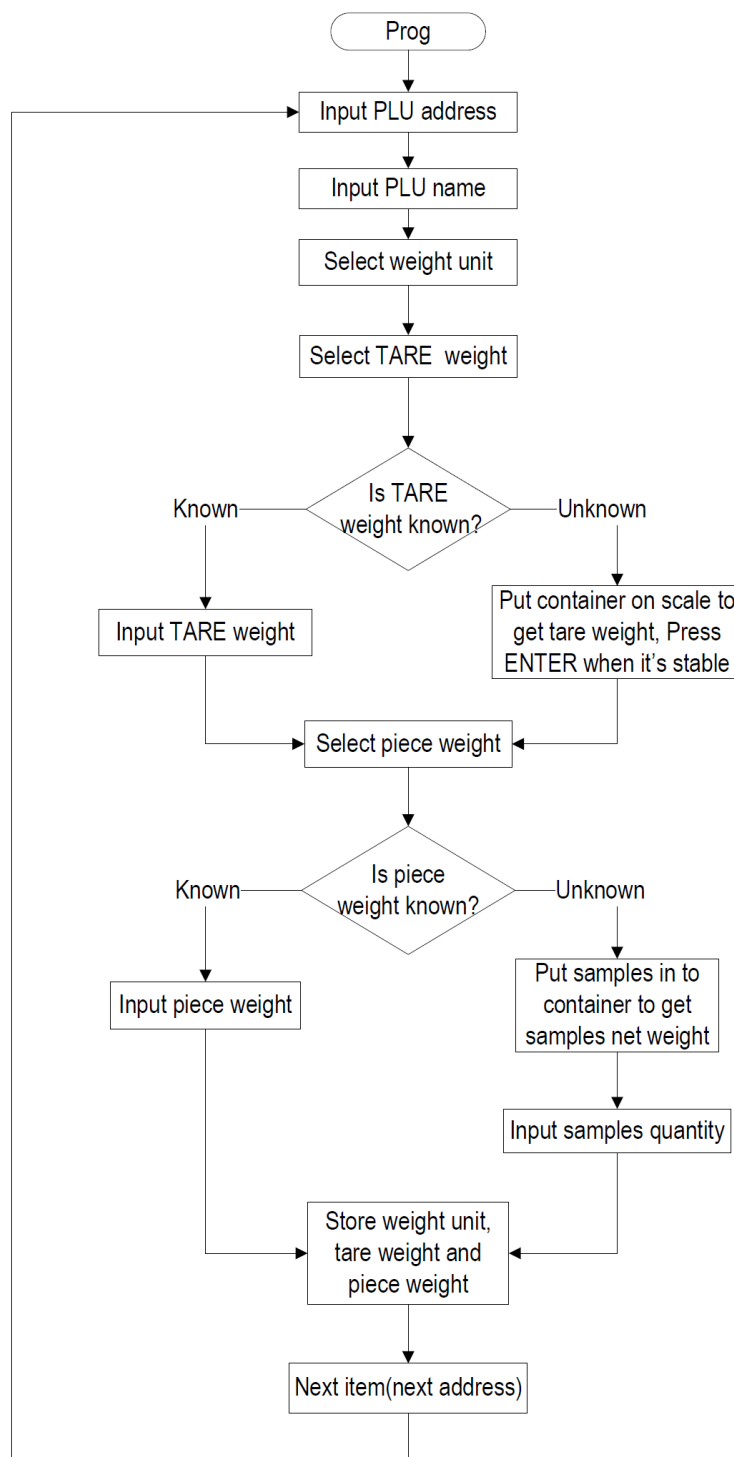 Prog
Input PLU address
Input PLU name
Select weight unit
Select TARE  weight
Is TARE
weight known?
Known
Unknown
Input TARE weight
Put container on scale to
get tare weight, Press
ENTER when it's stable
Select piece weight
Is piece
weight known?
Known
Unknown
Input piece weight
Put samples in to
container to get
samples net weight
Input samples quantity
Store weight unit,
tare weight and
piece weight
Next item(next address)